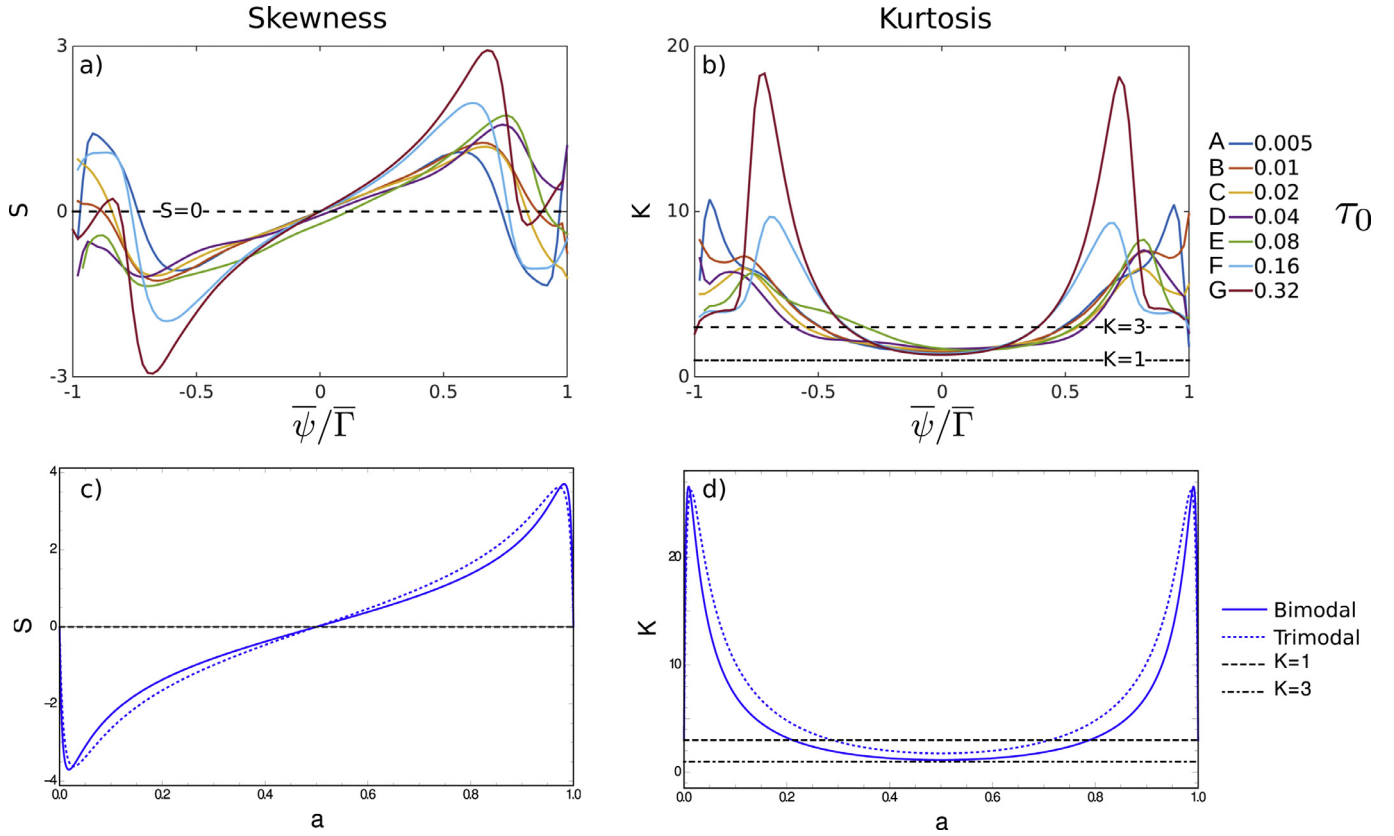 Skewness
Kurtosis
a)
3
0
-3
S
S=0
-1
-0.5
0
0.5
1
ψ̅/Γ̅
b)
20
10
0
K
K=3
K=1
-1
-0.5
0
0.5
1
ψ̅/Γ̅
A 0.005
B 0.01
C 0.02
D 0.04
E 0.08
F 0.16
G 0.32
τ₀
c)
4
2
0
−2
−4
S
0.0
0.2
0.4
0.6
0.8
1.0
a
d)
20
10
0
K
0.0
0.2
0.4
0.6
0.8
1.0
a
Bimodal
Trimodal
K=1
K=3